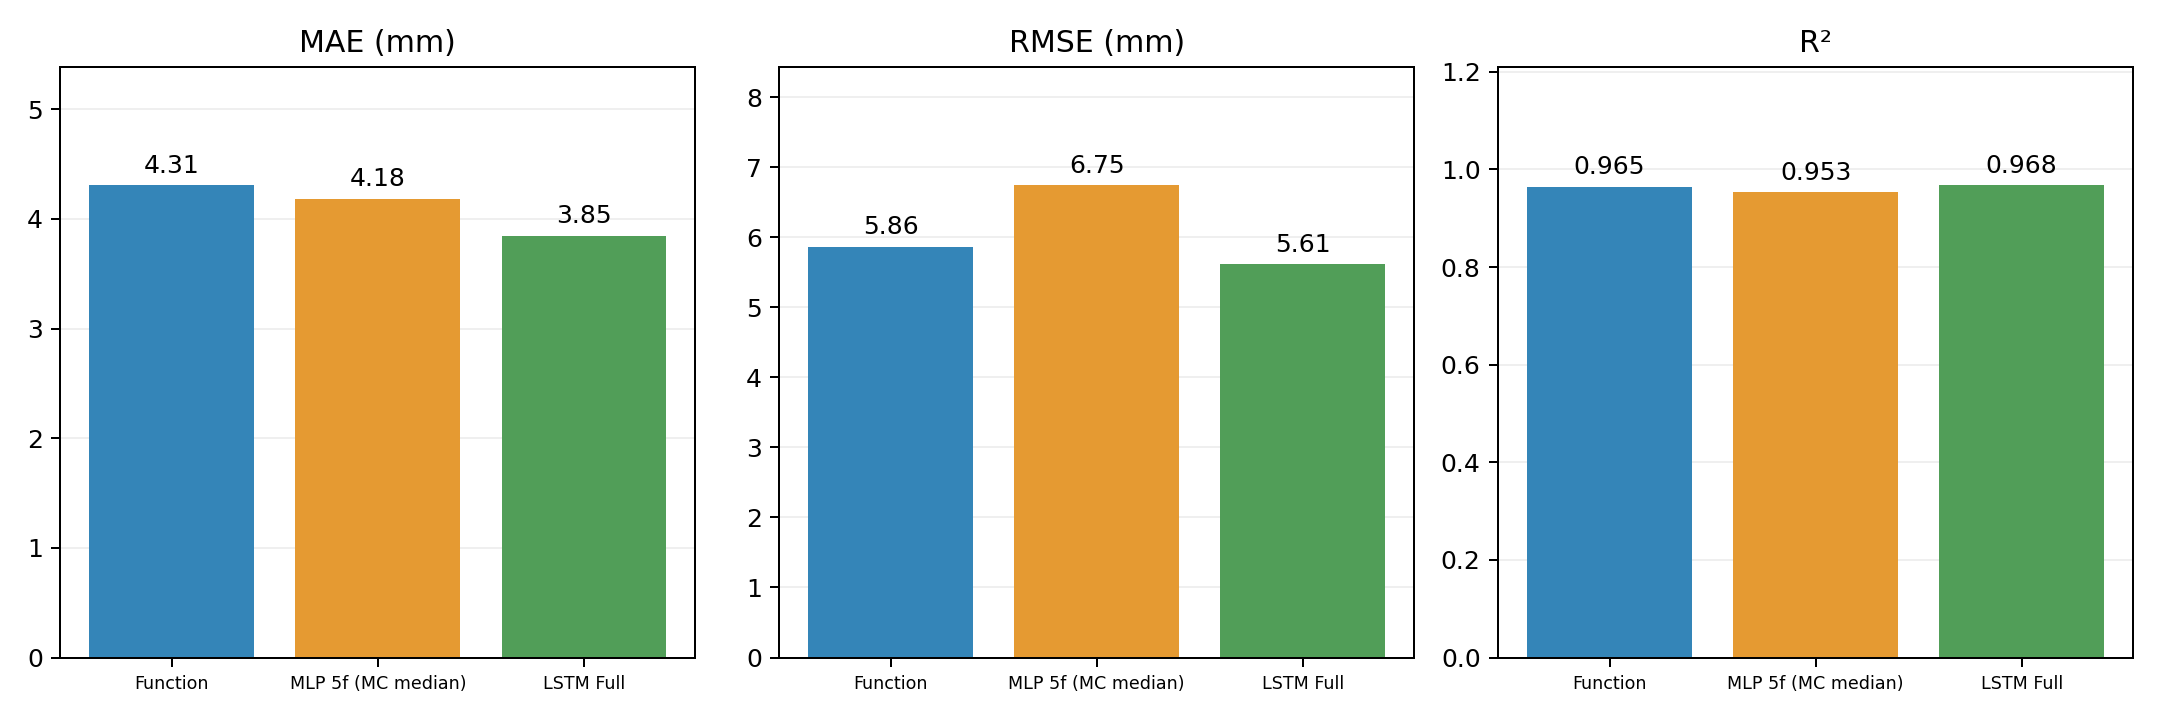 MAE (mm)
5
4
3
2
1
0
4.31
4.18
3.85
Function
MLP 5f (MC median)
LSTM Full
RMSE (mm)
8
7
6
5
4
3
2
1
0
5.86
6.75
5.61
Function
MLP 5f (MC median)
LSTM Full
R²
1.2
1.0
0.8
0.6
0.4
0.2
0.0
0.965
0.953
0.968
Function
MLP 5f (MC median)
LSTM Full